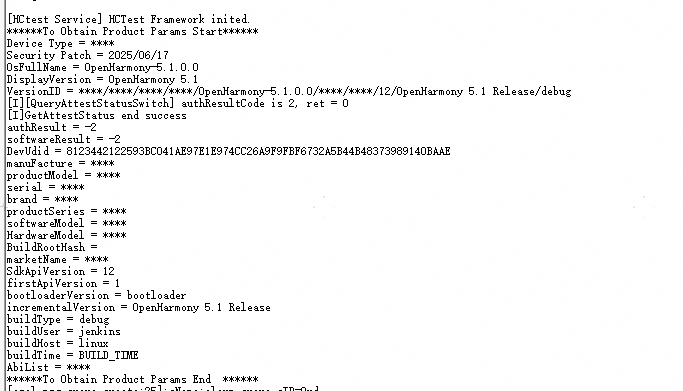 [HCtest Service] HCTest Framework inited.
******To Obtain Product Params Start******
Device Type = ****
Security Patch = 2025/06/17
OsFullName = OpenHarmony-5.1.0.0
DisplayVersion = OpenHarmony 5.1
VersionID = ****/****/****/****/OpenHarmony-5.1.0.0/****/****/12/OpenHarmony 5.1 Release/debug
[I][QueryAttestStatusSwitch] authResultCode is 2, ret = 0
[I]GetAttestStatus end success
authResult = -2
softwareResult = -2
DevUdid = 8123442122593BC041AE97E1E974CC26A9F9FBF6732A5B44B48373989140BAAE
manuFacture = ****
productModel = ****
serial = ****
brand = ****
productSeries = ****
softwareModel = ****
HardwareModel = ****
BuildRootHash =
marketName = ****
SdkApiVersion = 12
firstApiVersion = 1
bootloaderVersion = bootloader
incrementalVersion = OpenHarmony 5.1 Release
buildType = debug
buildUser = jenkins
buildHost = linux
buildTime = BUILD_TIME
AbiList = ****
******To Obtain Product Params End ******